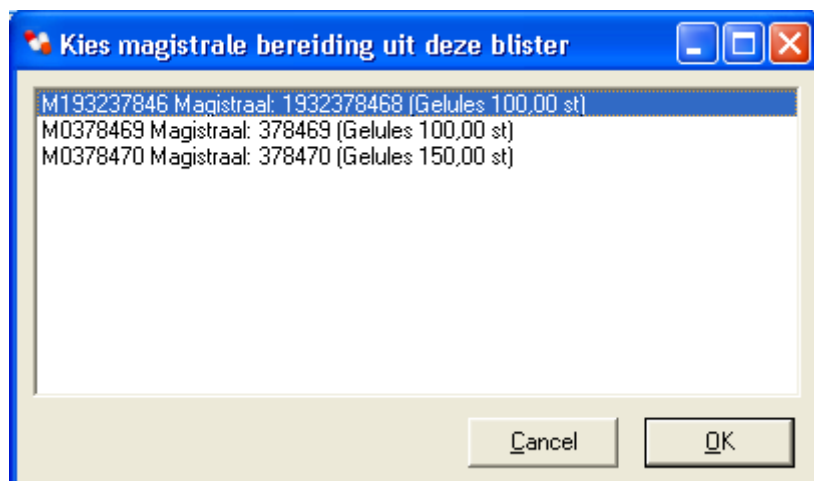 Kies magistrale bereiding uit deze blister
M193237846 Magistraal: 1932378468 (Gelules 100,00 st)
M0378469 Magistraal: 378469 (Gelules 100,00 st)
M0378470 Magistraal: 378470 (Gelules 150,00 st)
Cancel OK